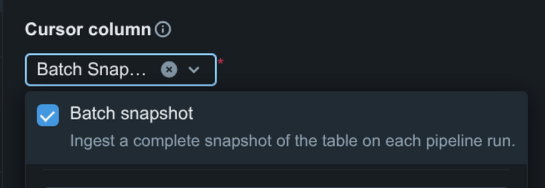 Cursor column
Batch Snap...
*
Batch snapshot
Ingest a complete snapshot of the table on each pipeline run.